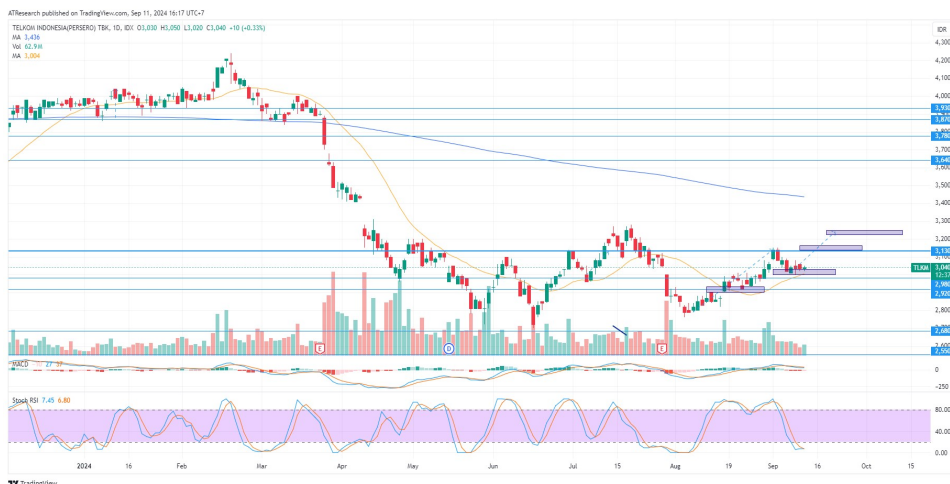 ATResearch published on TradingView.com, Sep 11, 2024 16:17 UTC+7
TELKOM INDONESIA(PERSERO) TBK, 1D, IDX O3,030 H3,050 L3,020 C3,040 +10 (+0.33%)
MA 3,436
Vol 62.9M
MA 3,004
IDR
4,300
4,200
4,100
4,000
3,930
3,870
3,780
3,700
3,640
3,500
3,400
3,300
3,200
3,130
TLKM 3,040
2,980
2,920
2,800
2,680
2,550
E
D
E
MACD 27 37
0
−250
Stoch RSI 7.45 6.80
80.00
40.00
0.00
2024 16 Feb Mar Apr May Jun Jul 15 Aug 19 Sep 16 Oct 15
TradingView